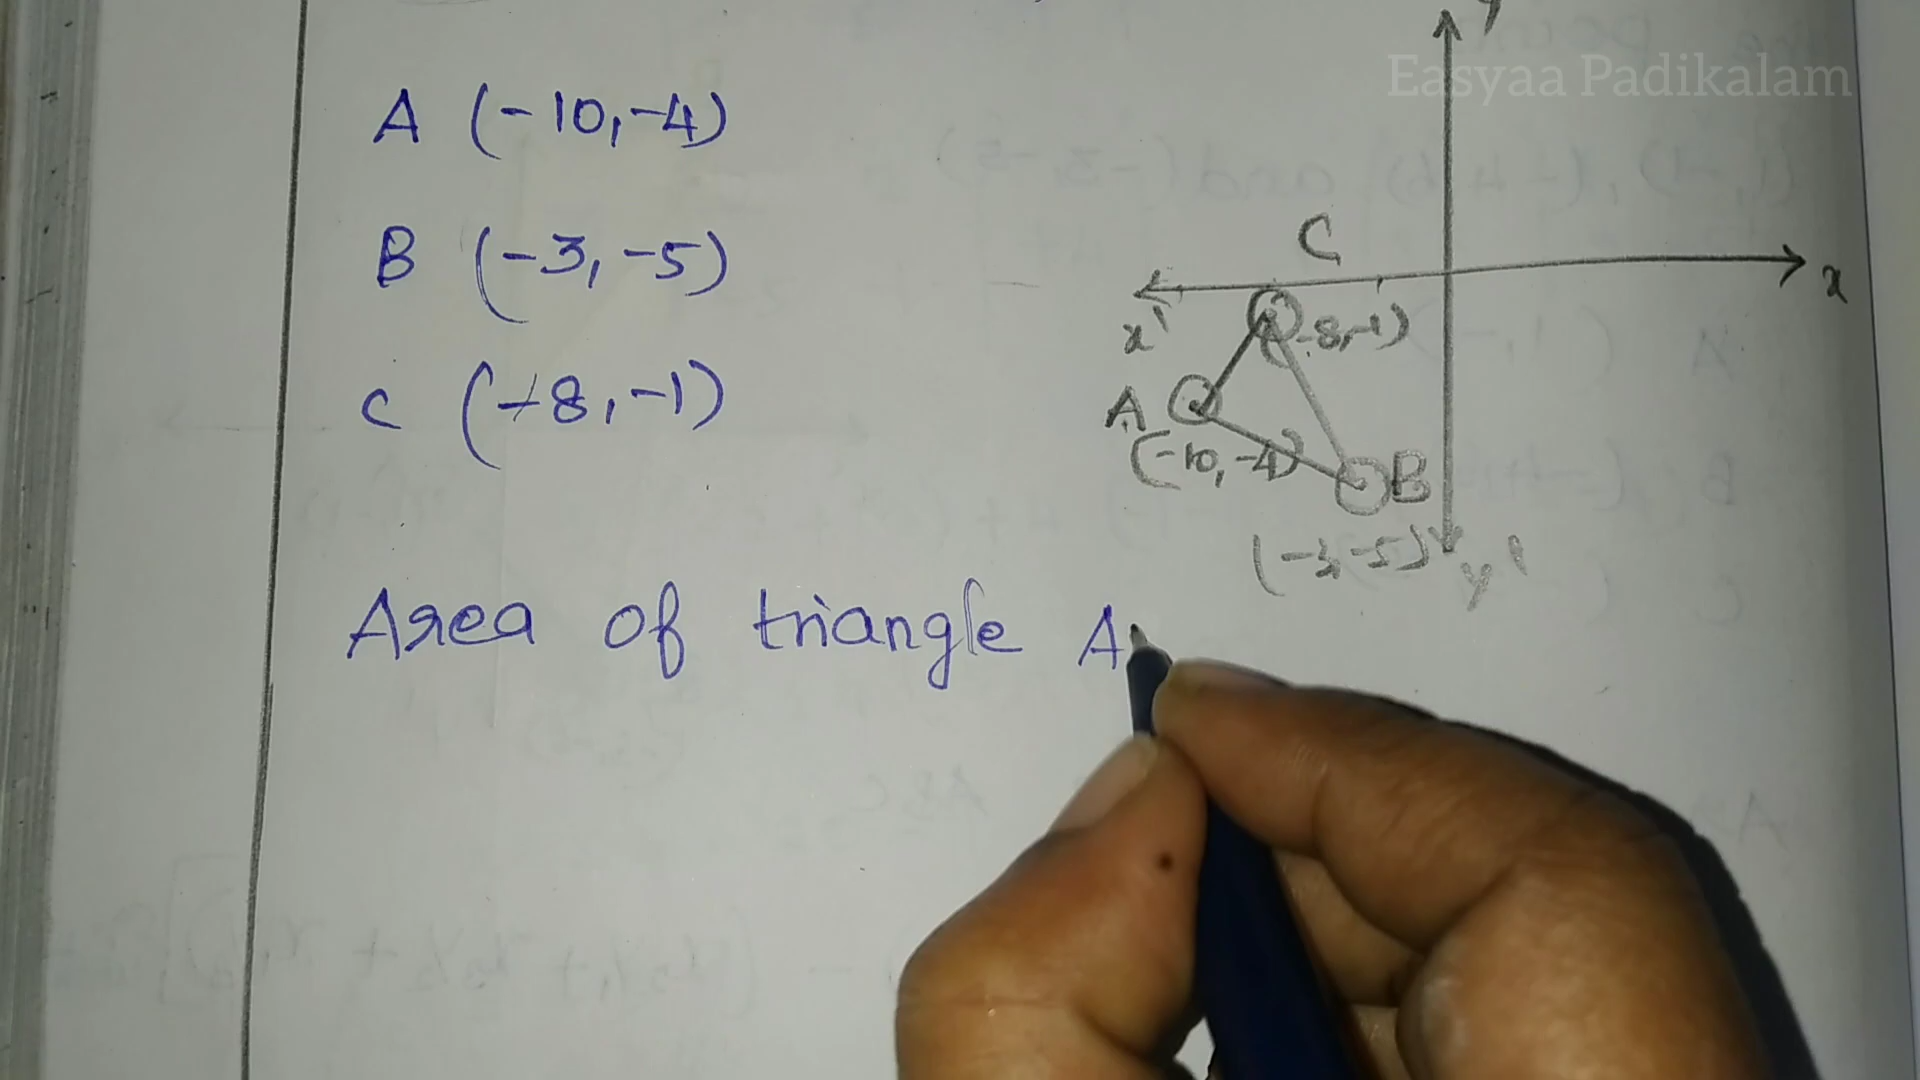 y
Easyaa Padikalam
A (-10,-4)
B (-3,-5)
C (-8,-1)
C
x
x'
(-8,-1)
A
(-10,-4)
B
(-3,-5)
y'
Area of triangle A